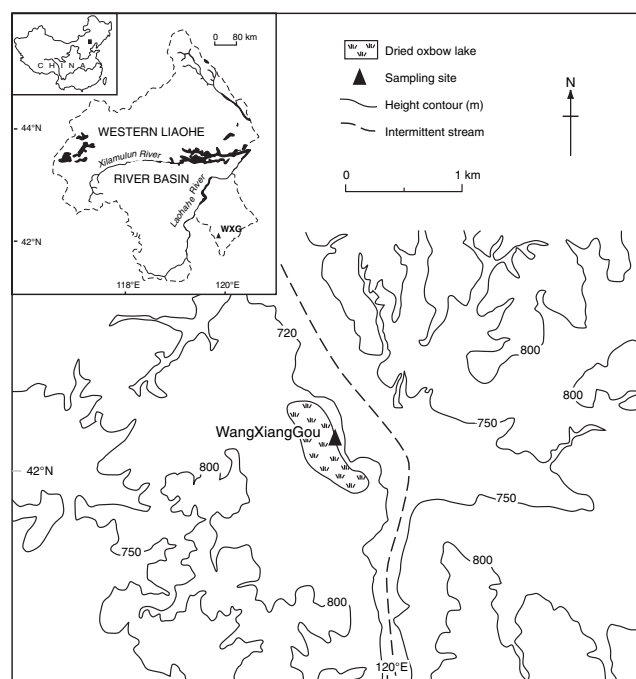 CHINA
0 80 km
44°N
WESTERN LIAOHE
Xilamulun River
RIVER BASIN
Laohahe River
WXG
42°N
118°E 120°E
Dried oxbow lake
Sampling site
Height contour (m)
Intermittent stream
N
0 1 km
720
800
800
750
WangXiangGou
42°N
800
750
750
800
800
120°E